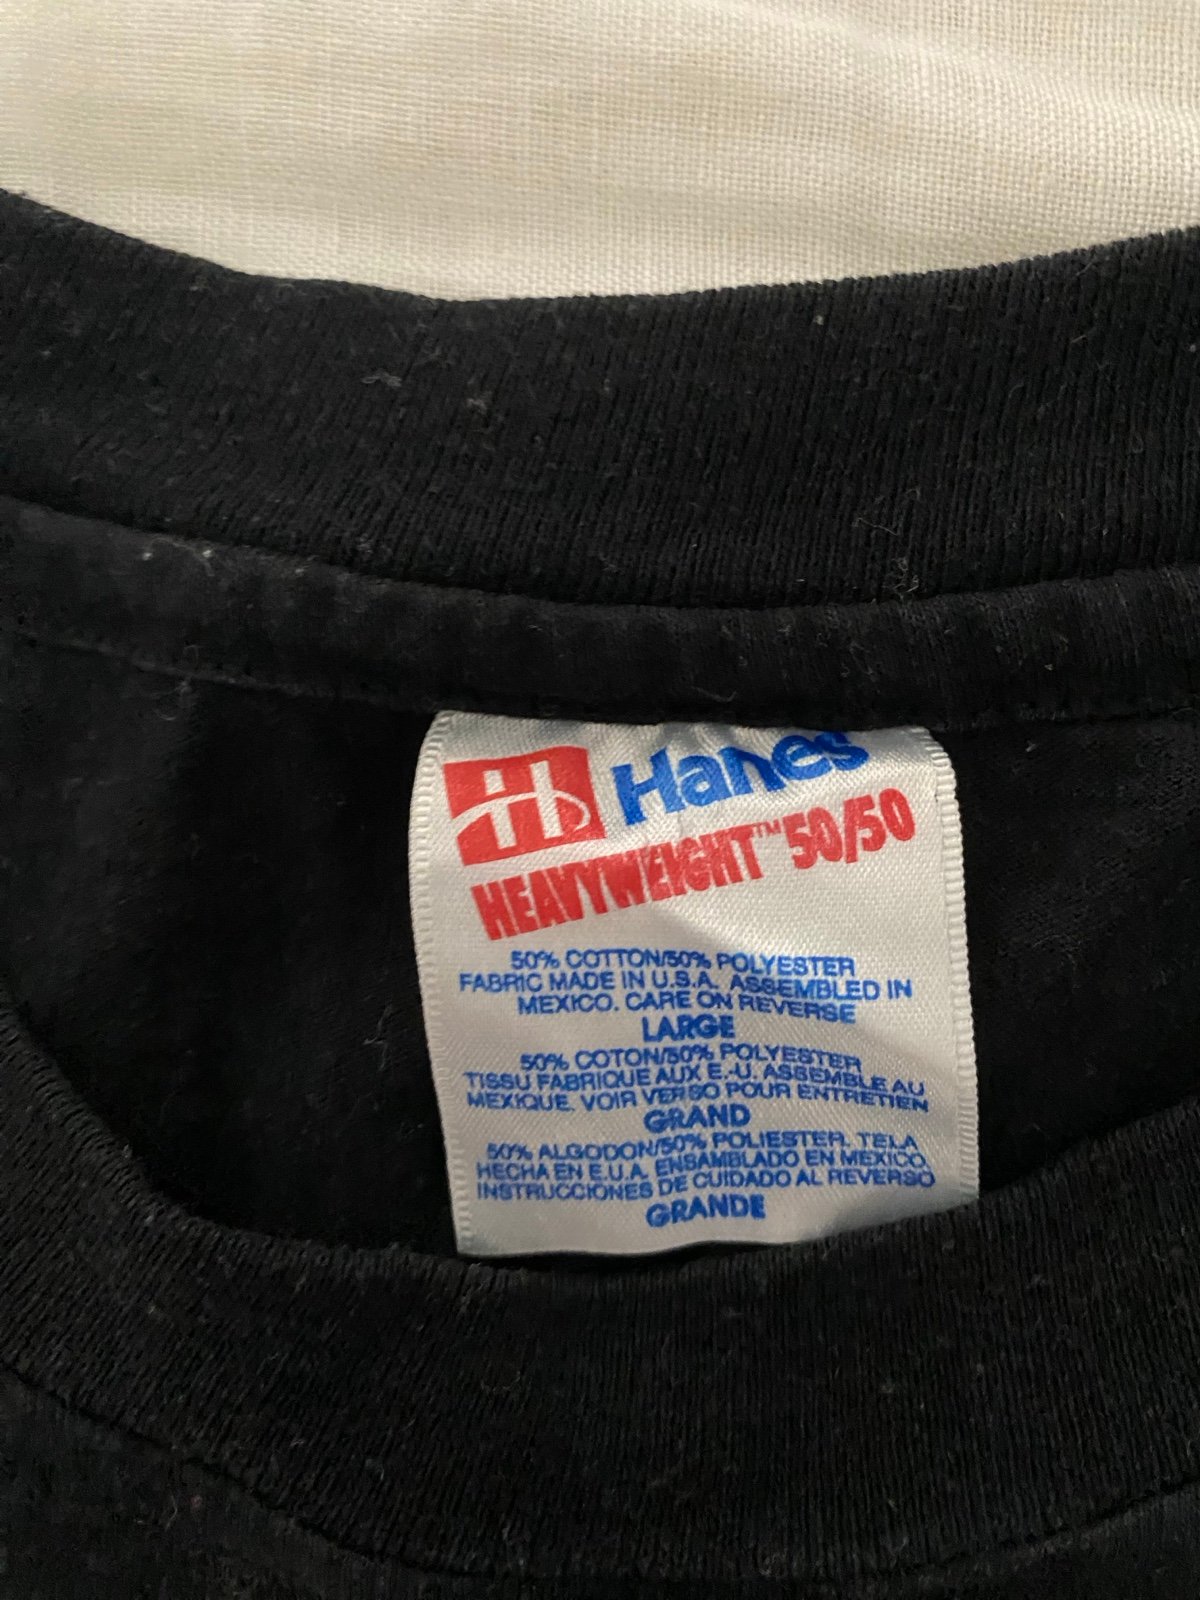 H Hanes
HEAVYWEIGHT™ 50/50
50% COTTON/50% POLYESTER
FABRIC MADE IN U.S.A. ASSEMBLED IN
MEXICO. CARE ON REVERSE
LARGE
50% COTON/50% POLYESTER
TISSU FABRIQUE AUX E.-U. ASSEMBLE AU
MEXIQUE. VOIR VERSO POUR ENTRETIEN
GRAND
50% ALGODON/50% POLIESTER. TELA
HECHA EN E.U.A. ENSAMBLADO EN MEXICO.
INSTRUCCIONES DE CUIDADO AL REVERSO
GRANDE